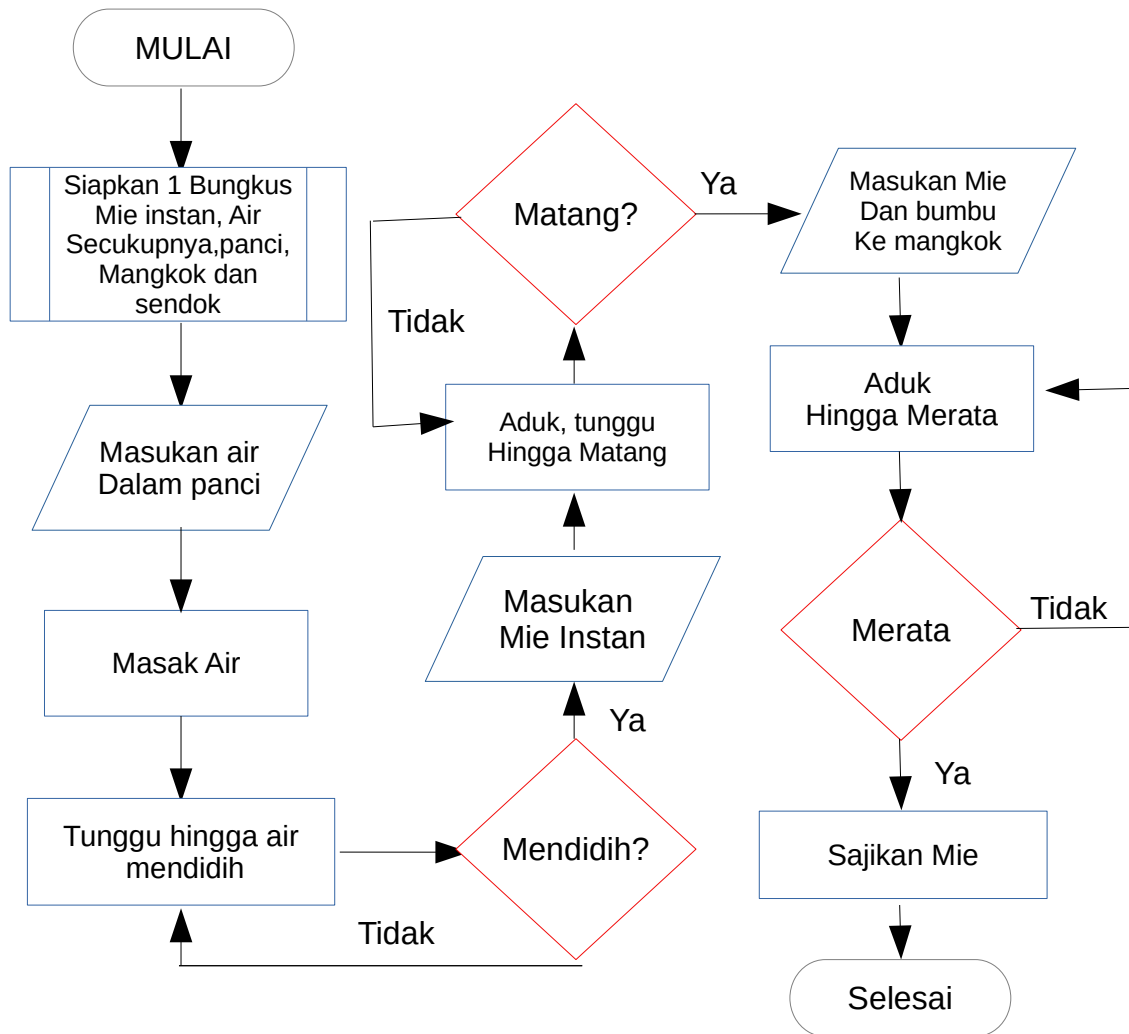 MULAI
Siapkan 1 Bungkus
Mie instan, Air
Secukupnya,panci,
Mangkok dan
sendok
Masukan air
Dalam panci
Masak Air
Tunggu hingga air
mendidih
Mendidih?
Tidak
Ya
Masukan
Mie Instan
Aduk, tunggu
Hingga Matang
Matang?
Tidak
Ya
Masukan Mie
Dan bumbu
Ke mangkok
Aduk
Hingga Merata
Merata
Tidak
Ya
Sajikan Mie
Selesai